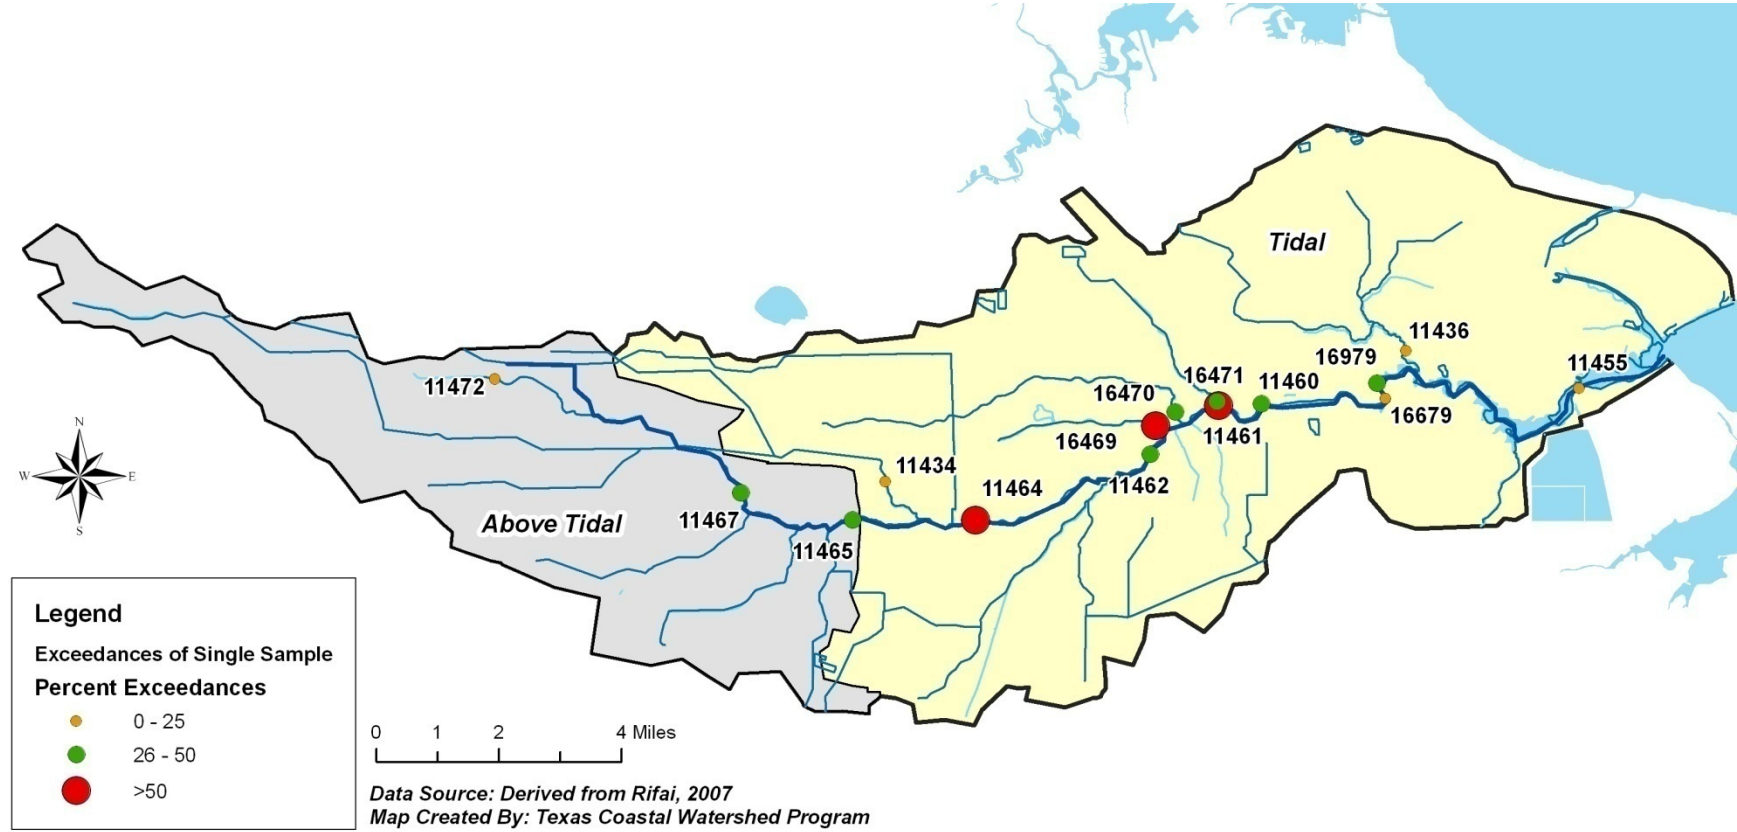 Tidal
11436
16979
11455
11472
16471
11460
16470
16679
16469
11461
11434
11464
11462
N
W
E
S
11467
Above Tidal
11465
Legend
Exceedances of Single Sample
Percent Exceedances
0 - 25
26 - 50
>50
0 1 2 4 Miles
Data Source: Derived from Rifai, 2007
Map Created By: Texas Coastal Watershed Program